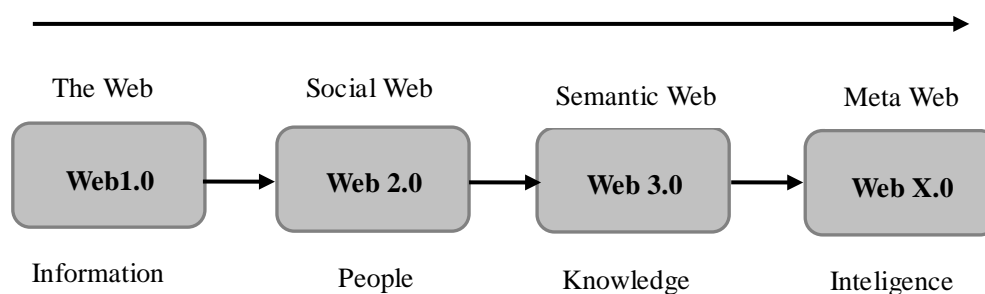 The Web Social Web Semantic Web Meta Web
Web1.0 Web 2.0 Web 3.0 Web X.0
Information People Knowledge Inteligence